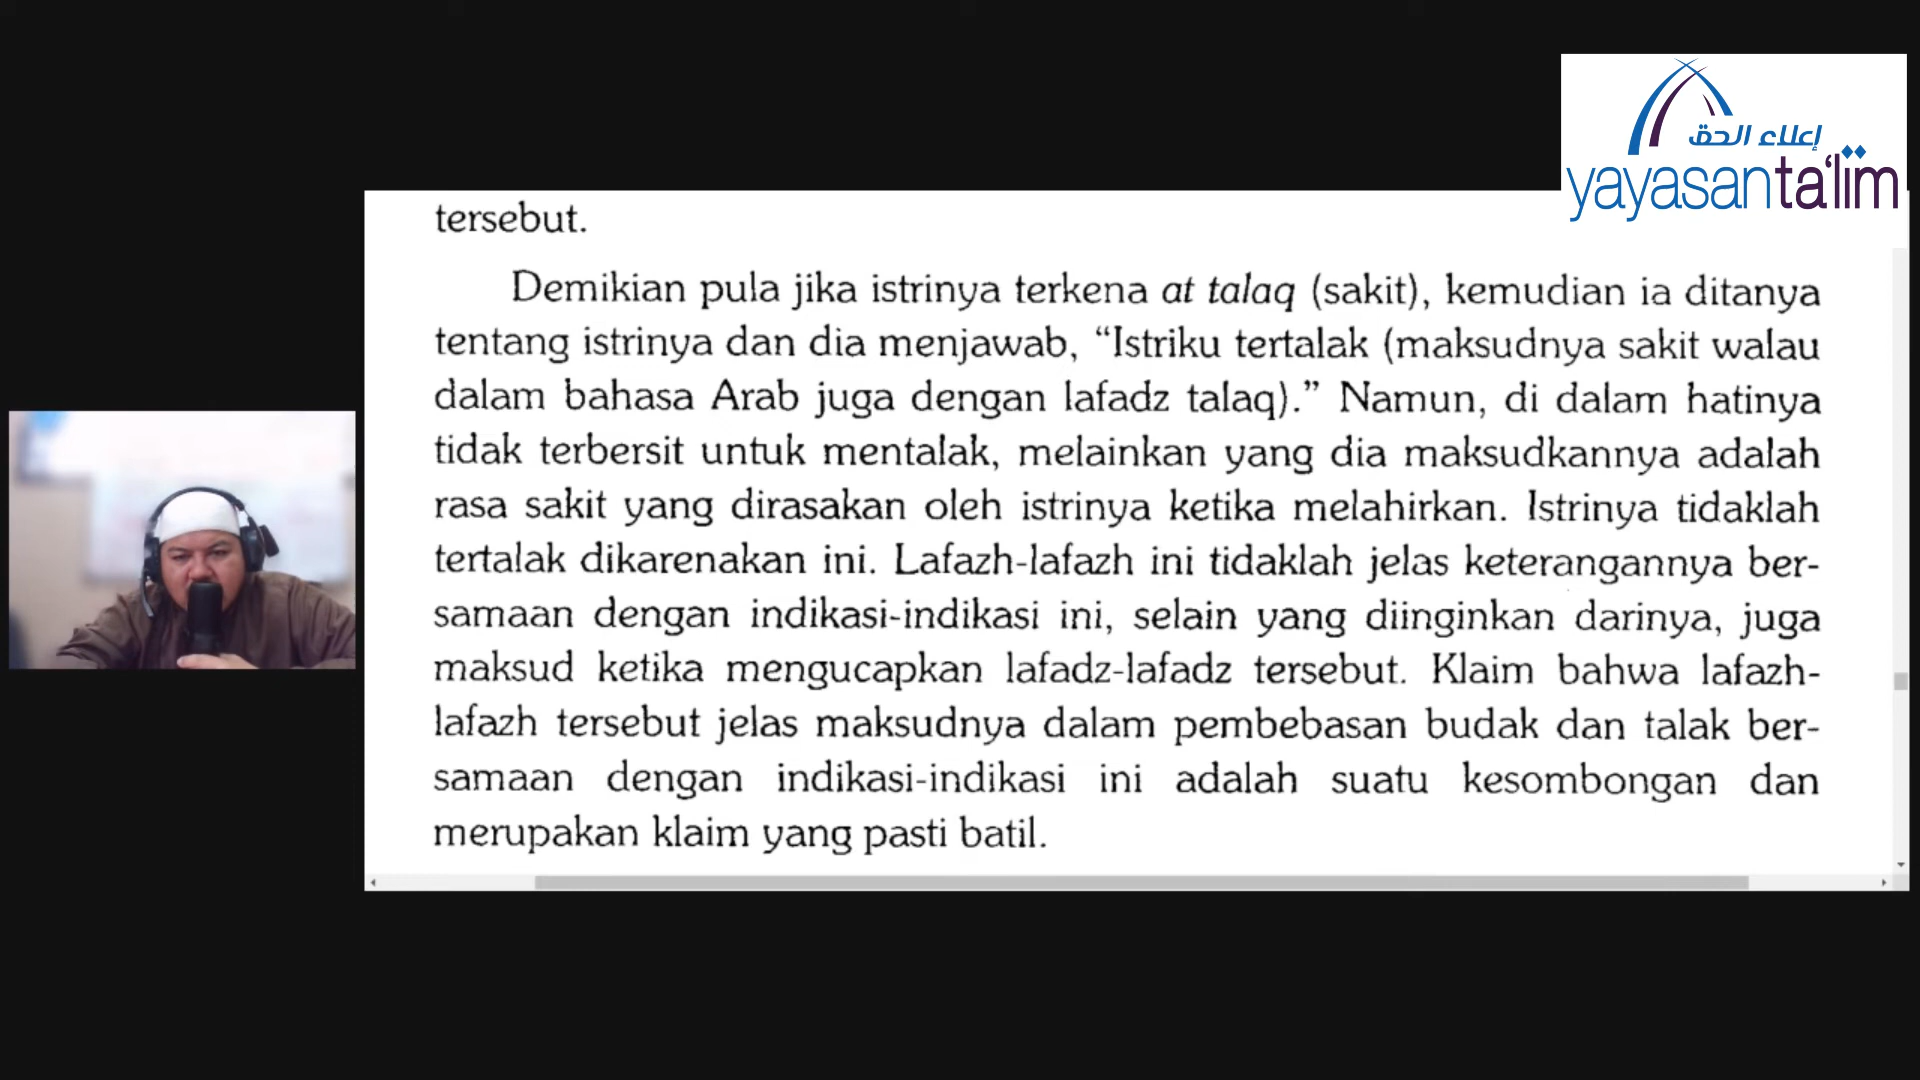 إعلاء الحق
yayasanta'lim
tersebut.
Demikian pula jika istrinya terkena at talaq (sakit), kemudian ia ditanya
tentang istrinya dan dia menjawab, “Istriku tertalak (maksudnya sakit walau
dalam bahasa Arab juga dengan lafadz talaq).” Namun, di dalam hatinya
tidak terbersit untuk mentalak, melainkan yang dia maksudkannya adalah
rasa sakit yang dirasakan oleh istrinya ketika melahirkan. Istrinya tidaklah
tertalak dikarenakan ini. Lafazh-lafazh ini tidaklah jelas keterangannya ber-
samaan dengan indikasi-indikasi ini, selain yang diinginkan darinya, juga
maksud ketika mengucapkan lafadz-lafadz tersebut. Klaim bahwa lafazh-
lafazh tersebut jelas maksudnya dalam pembebasan budak dan talak ber-
samaan dengan indikasi-indikasi ini adalah suatu kesombongan dan
merupakan klaim yang pasti batil.